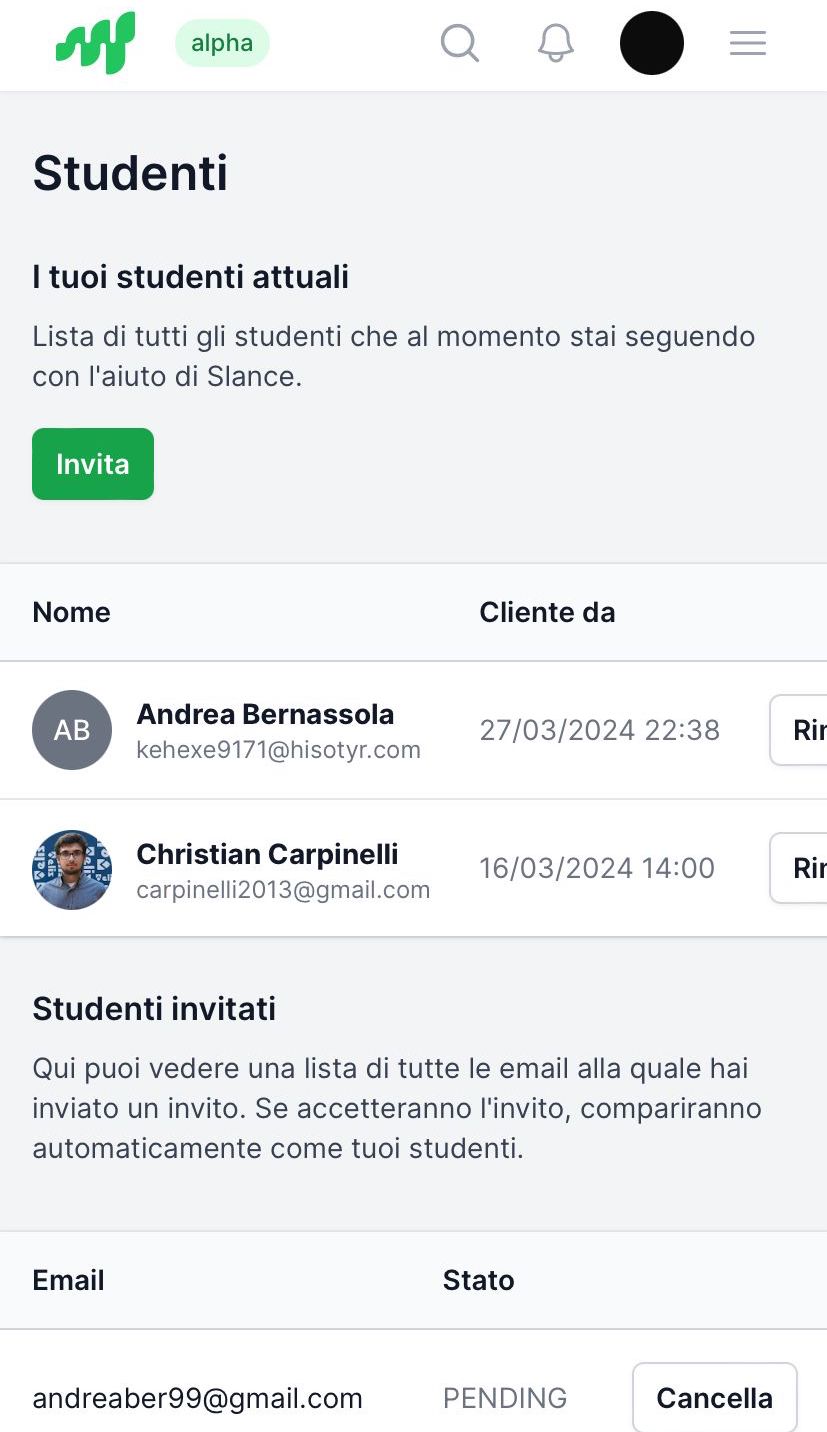 alpha
Studenti
I tuoi studenti attuali
Lista di tutti gli studenti che al momento stai seguendo
con l'aiuto di Slance.
Invita
Nome Cliente da
AB Andrea Bernassola 27/03/2024 22:38
kehexe9171@hisotyr.com
Christian Carpinelli 16/03/2024 14:00
carpinelli2013@gmail.com
Studenti invitati
Qui puoi vedere una lista di tutte le email alla quale hai
inviato un invito. Se accetteranno l'invito, compariranno
automaticamente come tuoi studenti.
Email Stato
andreaber99@gmail.com PENDING Cancella